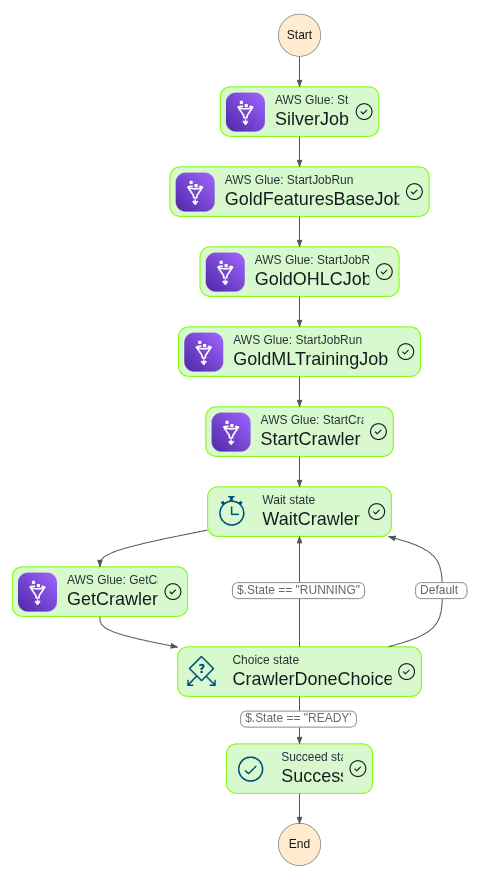 Start
AWS Glue: St
SilverJob
AWS Glue: StartJobRun
GoldFeaturesBaseJob
AWS Glue: StartJobR
GoldOHLCJob
AWS Glue: StartJobRun
GoldMLTrainingJob
AWS Glue: StartCra
StartCrawler
Wait state
WaitCrawler
AWS Glue: GetC
GetCrawler
$.State == "RUNNING"
Default
Choice state
CrawlerDoneChoice
$.State == "READY'
Succeed sta
Success
End